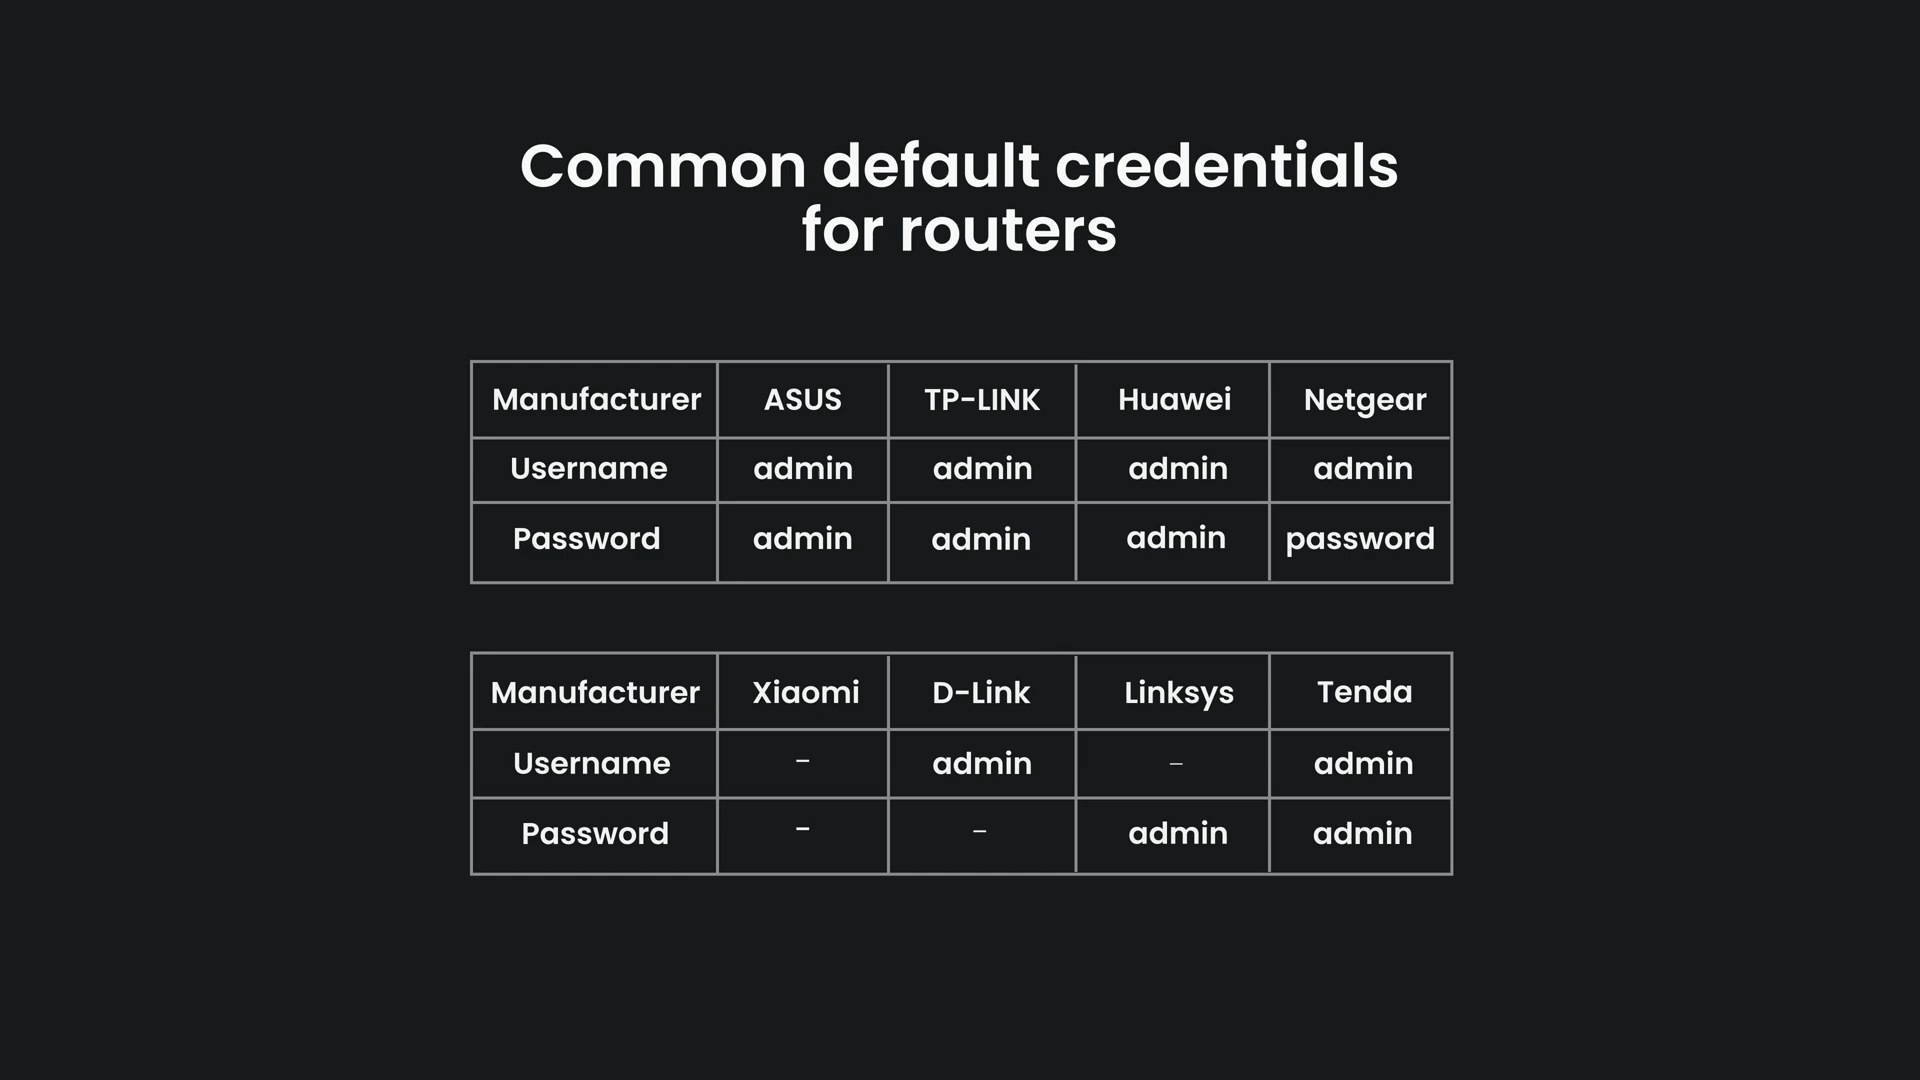 Common default credentials
for routers
Manufacturer ASUS TP-LINK Huawei Netgear
Username admin admin admin admin
Password admin admin admin password
Manufacturer Xiaomi D-Link Linksys Tenda
Username - admin - admin
Password - - admin admin